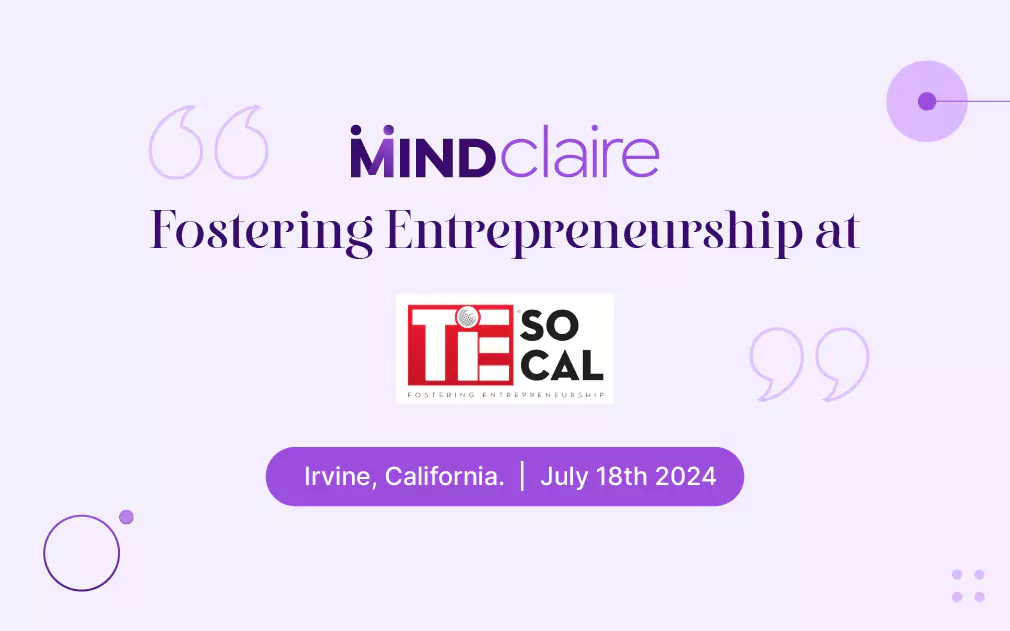 MINDclaire
Fostering Entrepreneurship at
TiE SO CAL
FOSTERING ENTREPRENEURSHIP
Irvine, California. | July 18th 2024